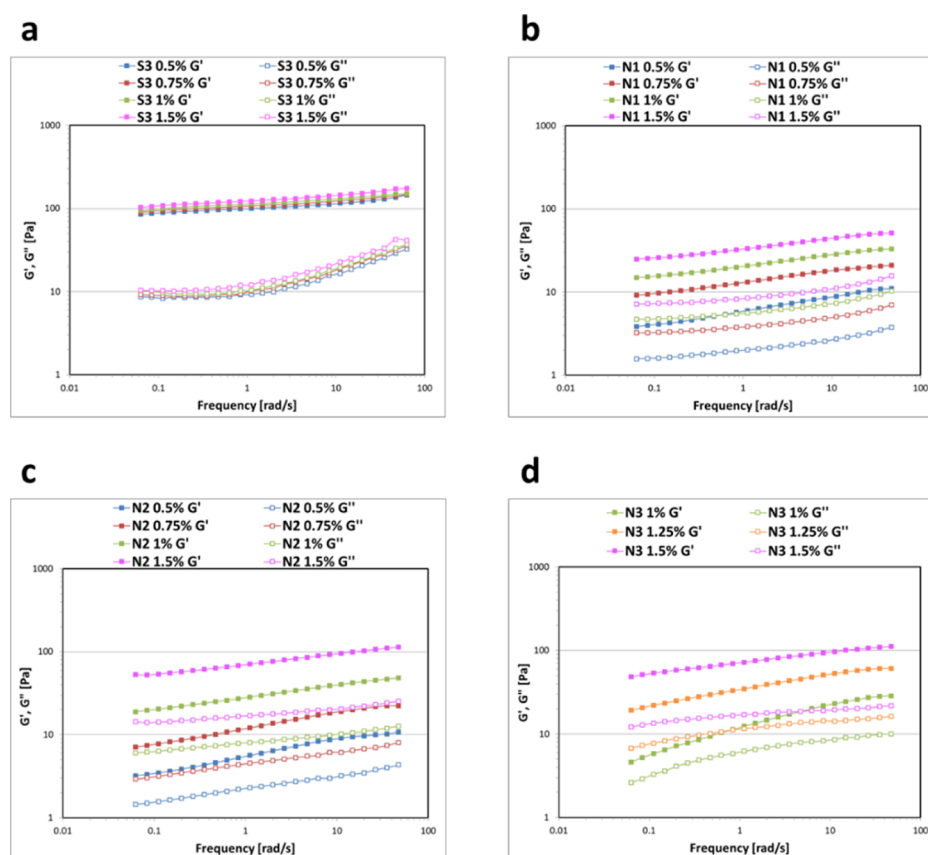 a
S3 0.5% G' S3 0.5% G''
S3 0.75% G' S3 0.75% G''
S3 1% G' S3 1% G''
S3 1.5% G' S3 1.5% G''
1000
100
10
1
G', G'' [Pa]
0.01 0.1 1 10 100
Frequency [rad/s]
b
N1 0.5% G' N1 0.5% G''
N1 0.75% G' N1 0.75% G''
N1 1% G' N1 1% G''
N1 1.5% G' N1 1.5% G''
1000
100
10
1
G', G'' [Pa]
0.01 0.1 1 10 100
Frequency [rad/s]
c
N2 0.5% G' N2 0.5% G''
N2 0.75% G' N2 0.75% G''
N2 1% G' N2 1% G''
N2 1.5% G' N2 1.5% G''
1000
100
10
1
G', G'' [Pa]
0.01 0.1 1 10 100
Frequency [rad/s]
d
N3 1% G' N3 1% G''
N3 1.25% G' N3 1.25% G''
N3 1.5% G' N3 1.5% G''
1000
100
10
1
G', G'' [Pa]
0.01 0.1 1 10 100
Frequency [rad/s]